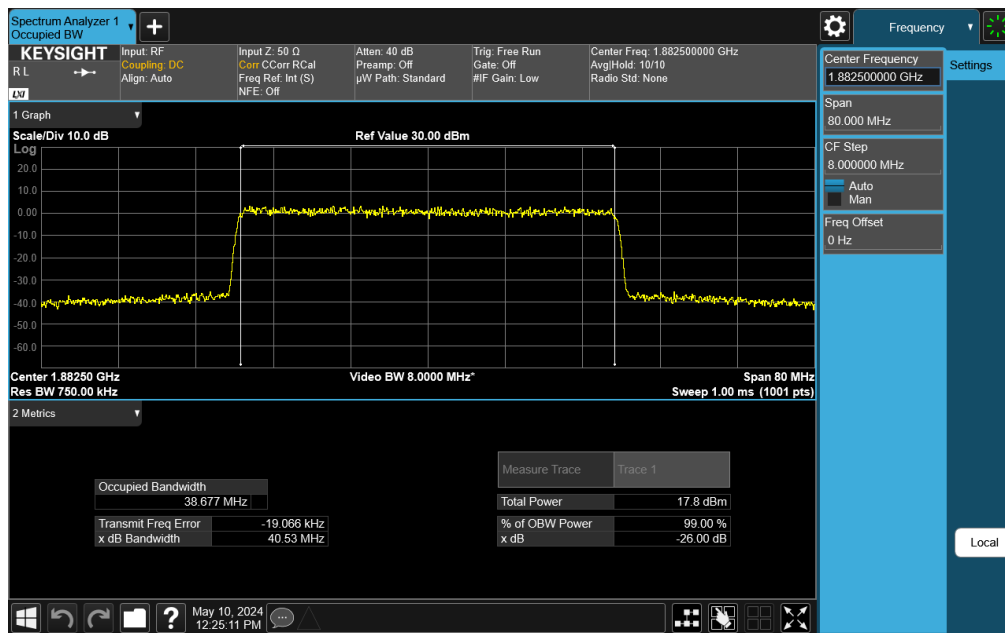 Spectrum Analyzer 1
Occupied BW
+
Frequency
KEYSIGHT
R L
LXI
Input: RF
Coupling: DC
Align: Auto
Input Z: 50 Ω
Corr CCorr RCal
Freq Ref: Int (S)
NFE: Off
Atten: 40 dB
Preamp: Off
µW Path: Standard
Trig: Free Run
Gate: Off
#IF Gain: Low
Center Freq: 1.882500000 GHz
Avg|Hold: 10/10
Radio Std: None
Center Frequency
1.882500000 GHz
Settings
Span
80.000 MHz
CF Step
8.000000 MHz
Auto
Man
Freq Offset
0 Hz
Local
1 Graph
Scale/Div 10.0 dB
Ref Value 30.00 dBm
Log
20.0
10.0
0.00
-10.0
-20.0
-30.0
-40.0
-50.0
-60.0
Center 1.88250 GHz
Video BW 8.0000 MHz*
Span 80 MHz
Res BW 750.00 kHz
Sweep 1.00 ms (1001 pts)
2 Metrics
Measure Trace
Trace 1
Occupied Bandwidth
38.677 MHz
Total Power
17.8 dBm
Transmit Freq Error
-19.066 kHz
% of OBW Power
99.00 %
x dB Bandwidth
40.53 MHz
x dB
-26.00 dB
?
May 10, 2024
12:25:11 PM